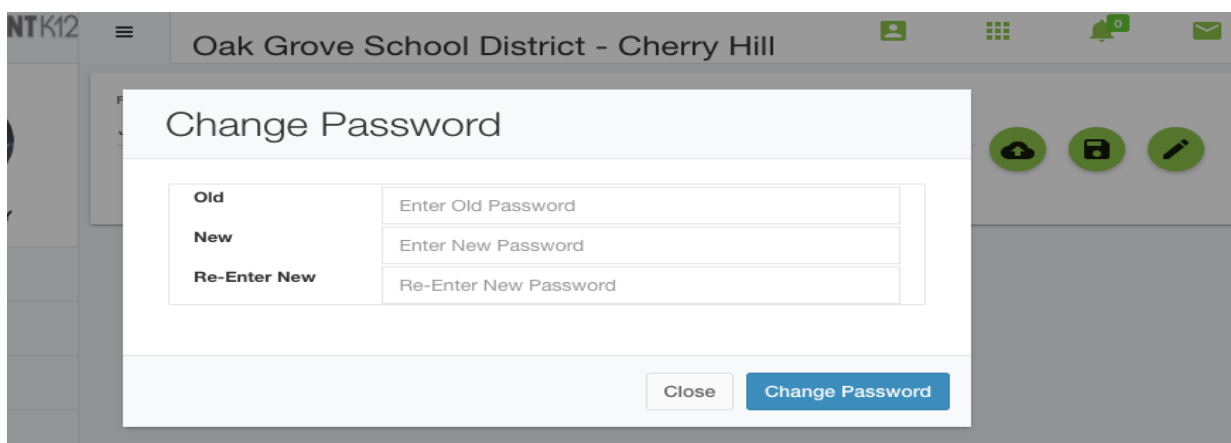 NTK12
Oak Grove School District - Cherry Hill
0
Change Password
Old
Enter Old Password
New
Enter New Password
Re-Enter New
Re-Enter New Password
Close
Change Password